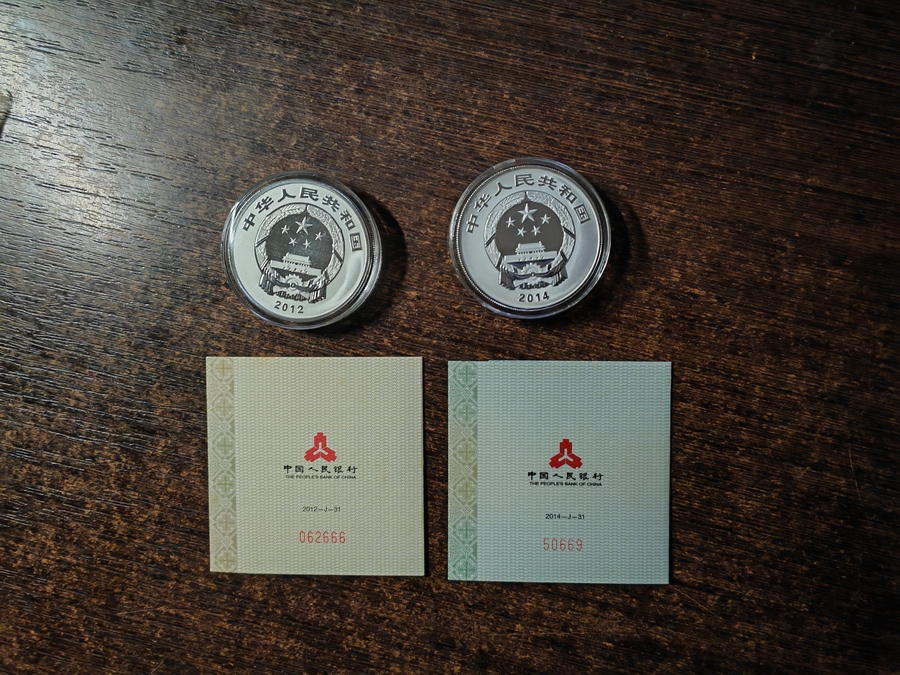 中华人民共和国
2012
中华人民共和国
2014
中国人民银行
THE PEOPLE'S BANK OF CHINA
2012—J—31
062666
中国人民银行
THE PEOPLE'S BANK OF CHINA
2014—J—31
50669